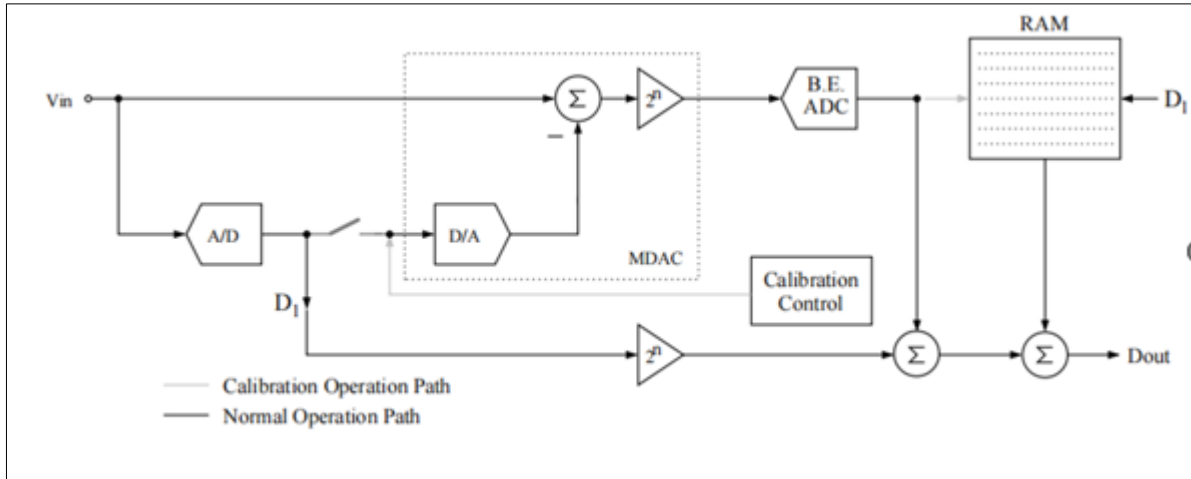 RAM
Vin
Σ
2ⁿ
B.E.
ADC
D₁
−
A/D
D/A
MDAC
Calibration
Control
D₁
2ⁿ
Σ
Σ
Dout
Calibration Operation Path
Normal Operation Path